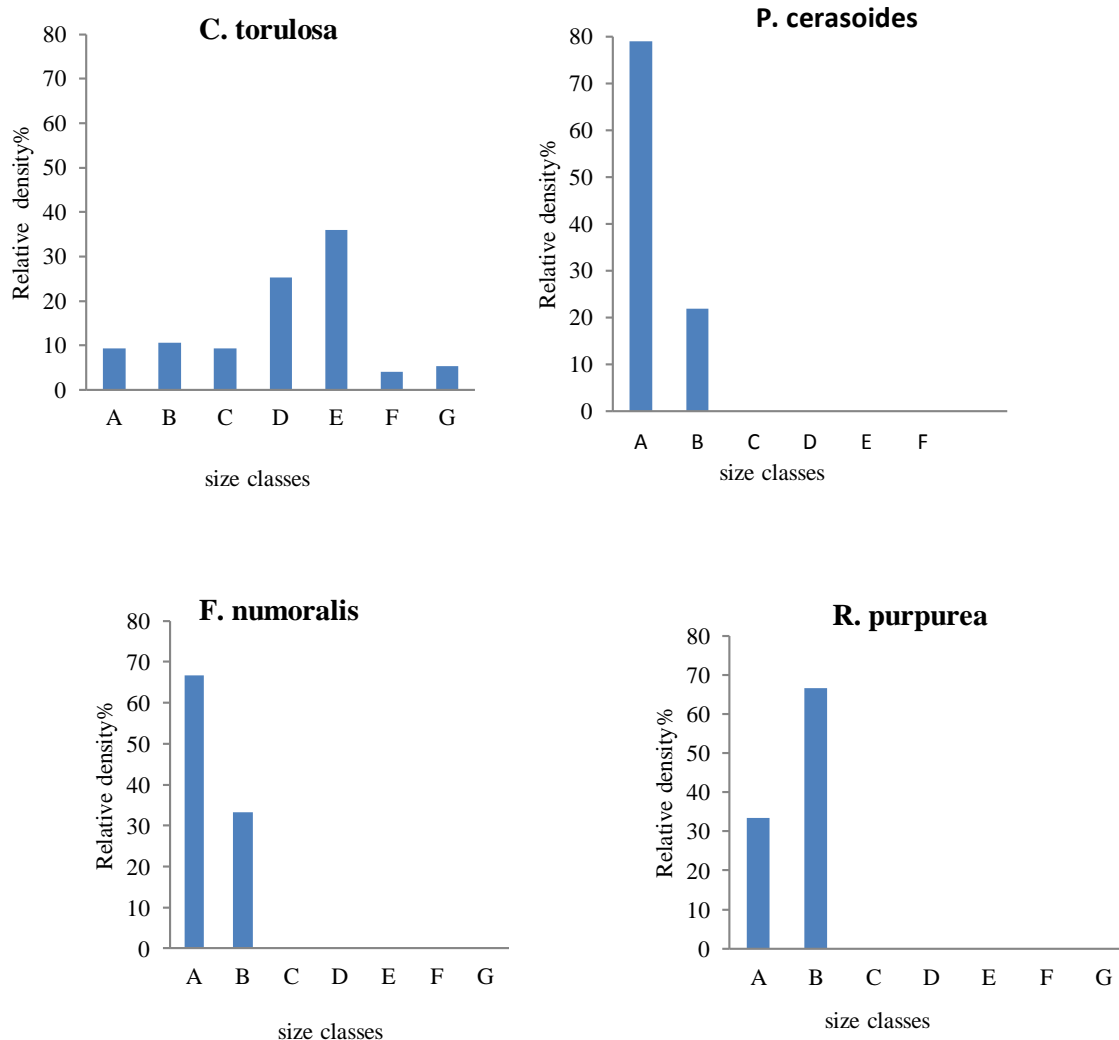 C. torulosa
80
70
60
50
40
30
20
10
0
Relative density%
A B C D E F G
size classes
P. cerasoides
80
70
60
50
40
30
20
10
0
Relative density%
A B C D E F
size classes
F. numoralis
80
70
60
50
40
30
20
10
0
Relative density%
A B C D E F G
size classes
R. purpurea
80
70
60
50
40
30
20
10
0
Relative density%
A B C D E F G
size classes